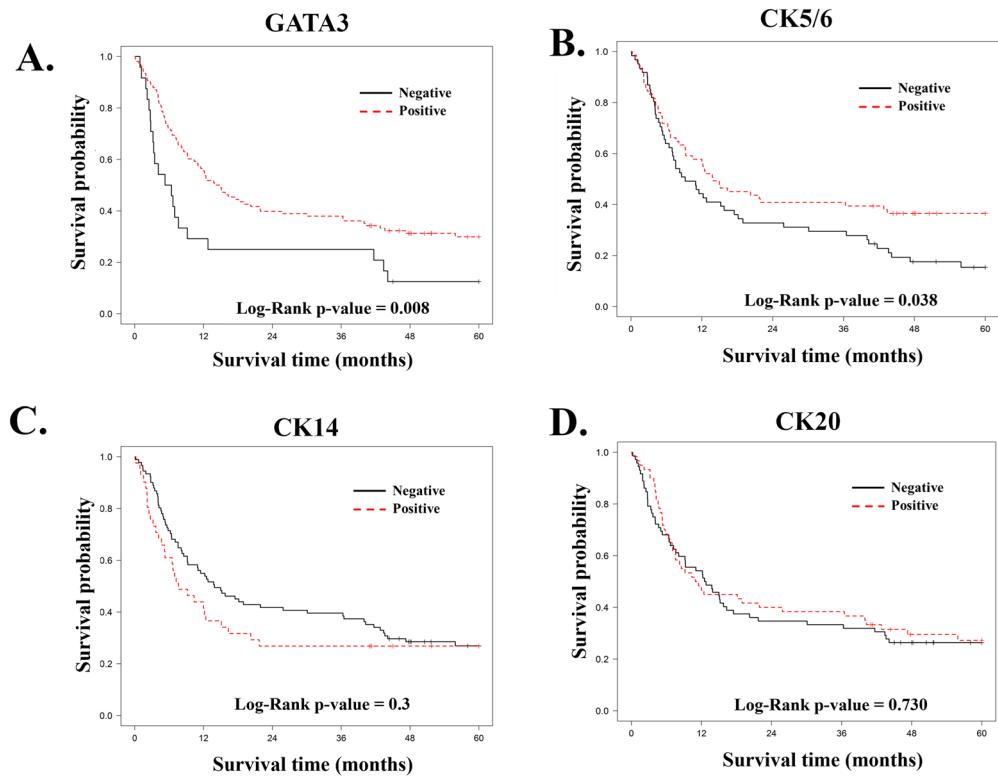 A.
GATA3
Survival probability
1.0
0.8
0.6
0.4
0.2
0.0
Negative
Positive
Log-Rank p-value = 0.008
0 12 24 36 48 60
Survival time (months)
B.
CK5/6
Survival probability
1.0
0.8
0.6
0.4
0.2
0.0
Negative
Positive
Log-Rank p-value = 0.038
0 12 24 36 48 60
Survival time (months)
C.
CK14
Survival probability
1.0
0.8
0.6
0.4
0.2
0.0
Negative
Positive
Log-Rank p-value = 0.3
0 12 24 36 48 60
Survival time (months)
D.
CK20
Survival probability
1.0
0.8
0.6
0.4
0.2
0.0
Negative
Positive
Log-Rank p-value = 0.730
0 12 24 36 48 60
Survival time (months)